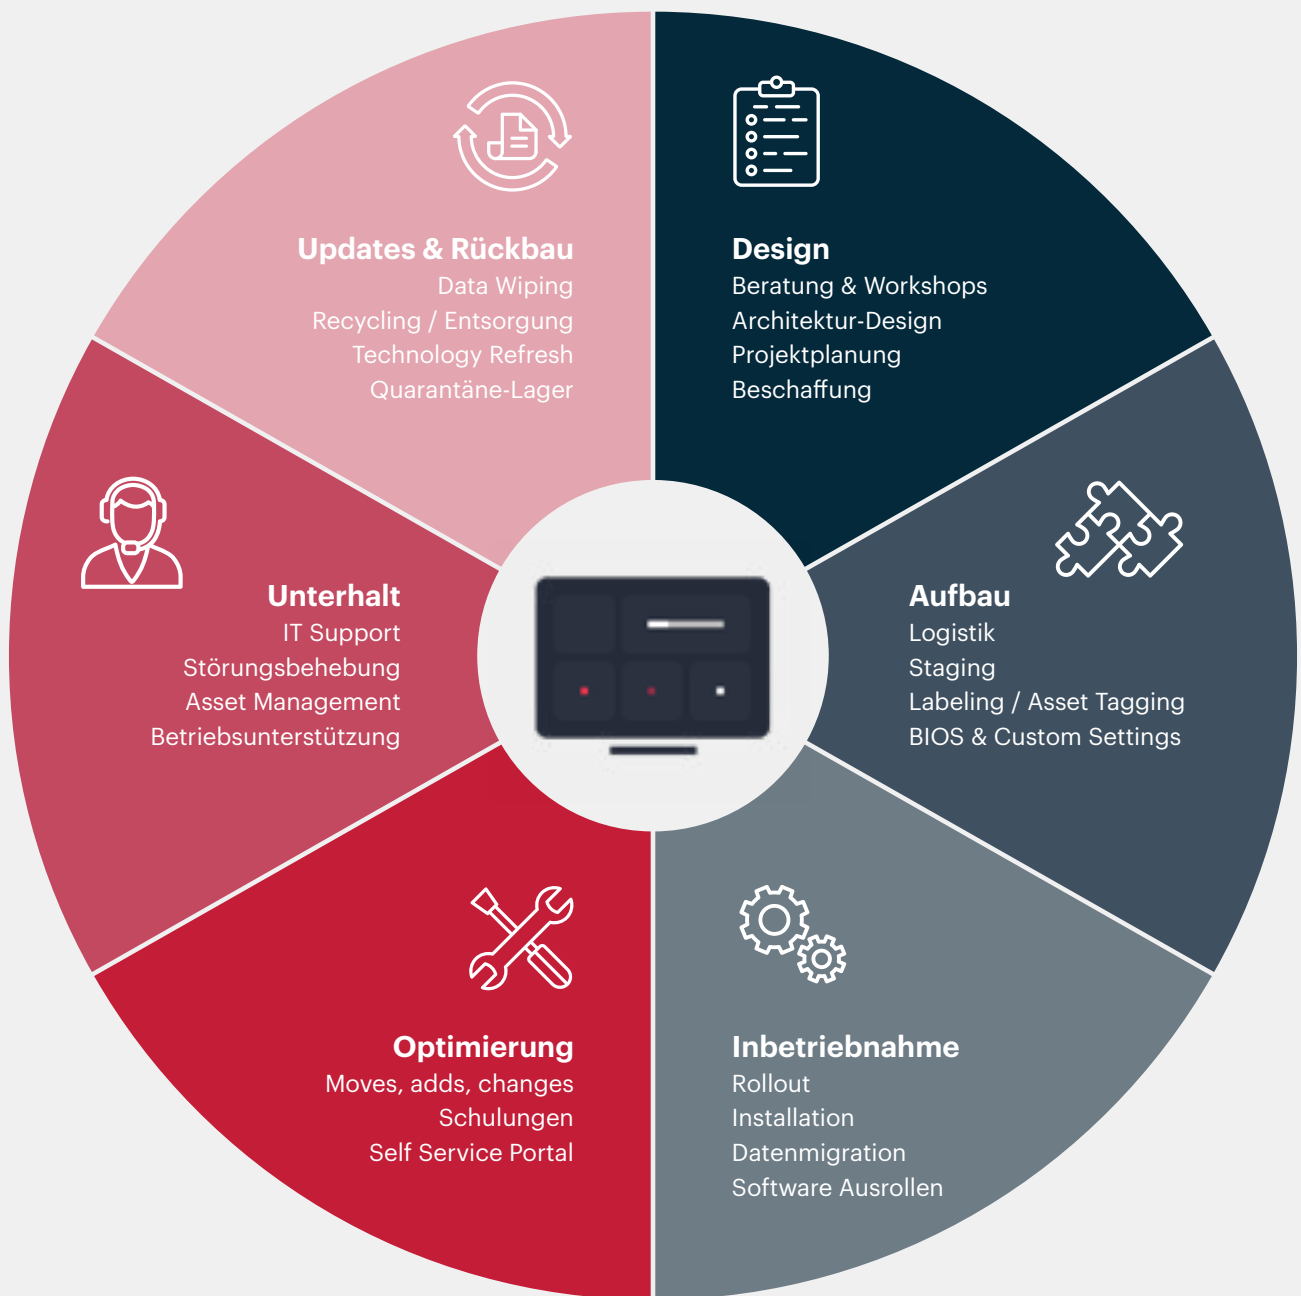 Updates & Rückbau
Data Wiping
Recycling / Entsorgung
Technology Refresh
Quarantäne-Lager
Design
Beratung & Workshops
Architektur-Design
Projektplanung
Beschaffung
Unterhalt
IT Support
Störungsbehebung
Asset Management
Betriebsunterstützung
Aufbau
Logistik
Staging
Labeling / Asset Tagging
BIOS & Custom Settings
Optimierung
Moves, adds, changes
Schulungen
Self Service Portal
Inbetriebnahme
Rollout
Installation
Datenmigration
Software Ausrollen